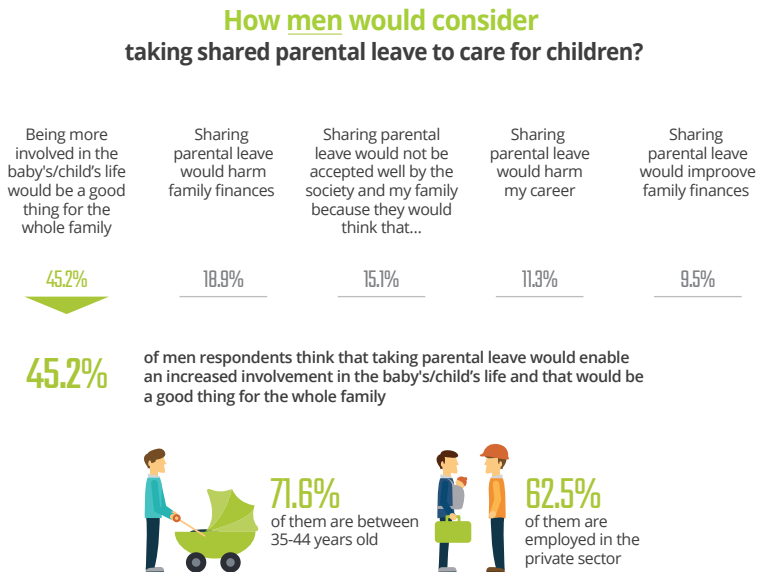 How men would consider
taking shared parental leave to care for children?
Being more
involved in the
baby's/child's life
would be a good
thing for the
whole family
45.2%
Sharing
parental leave
would harm
family finances
18.9%
Sharing parental
leave would not be
accepted well by the
society and my family
because they would
think that...
15.1%
Sharing
parental leave
would harm
my career
11.3%
Sharing
parental leave
would improove
family finances
9.5%
45.2%
of men respondents think that taking parental leave would enable
an increased involvement in the baby's/child's life and that would be
a good thing for the whole family
71.6%
of them are between
35-44 years old
62.5%
of them are
employed in the
private sector